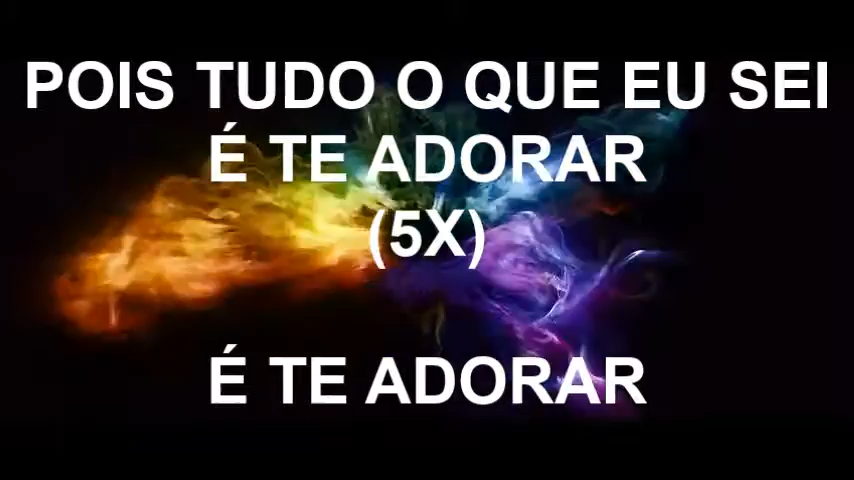 POIS TUDO O QUE EU SEI
É TE ADORAR
(5X)
É TE ADORAR